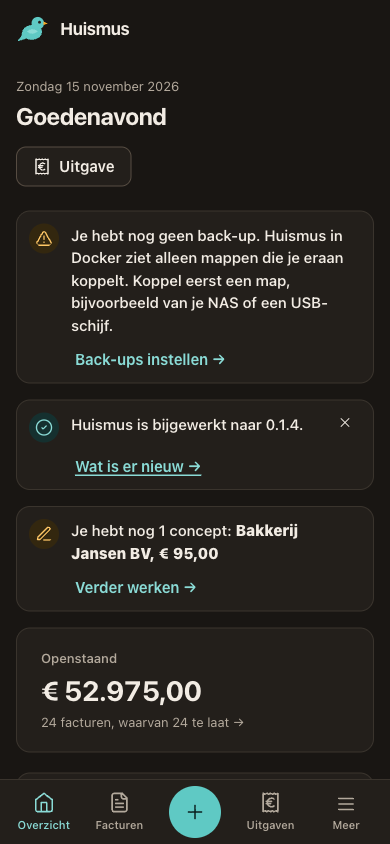 Huismus
Zondag 15 november 2026
Goedenavond
Uitgave
Je hebt nog geen back-up. Huismus in
Docker ziet alleen mappen die je eraan
koppelt. Koppel eerst een map,
bijvoorbeeld van je NAS of een USB-
schijf.
Back-ups instellen →
Huismus is bijgewerkt naar 0.1.4.
Wat is er nieuw →
Je hebt nog 1 concept: Bakkerij
Jansen BV, € 95,00
Verder werken →
Openstaand
€ 52.975,00
24 facturen, waarvan 24 te laat →
Overzicht
Facturen
Uitgaven
Meer